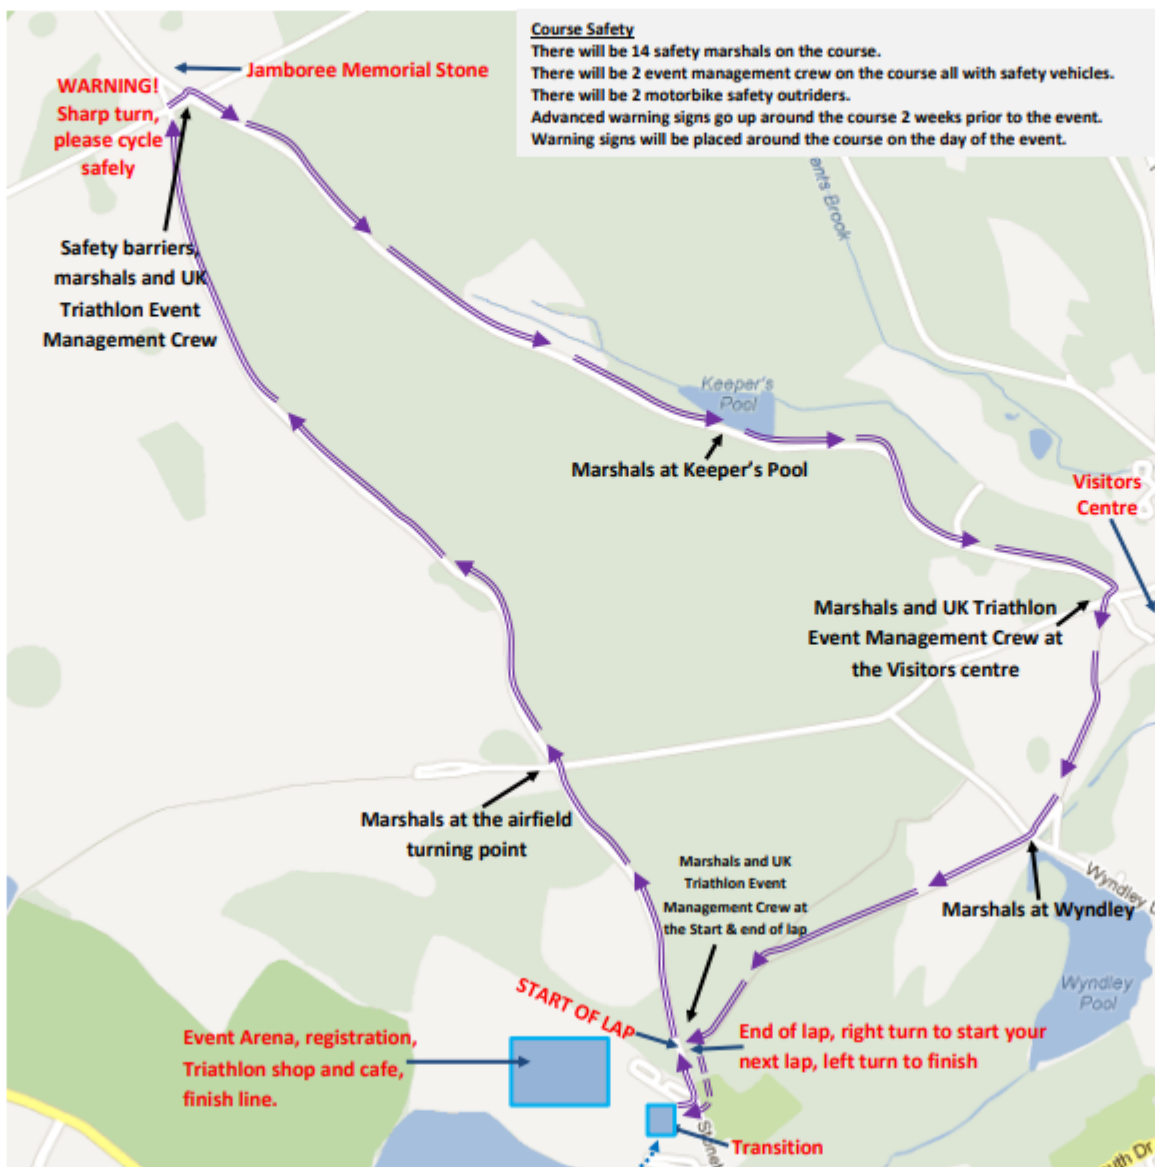 Course Safety
There will be 14 safety marshals on the course.
There will be 2 event management crew on the course all with safety vehicles.
There will be 2 motorbike safety outriders.
Advanced warning signs go up around the course 2 weeks prior to the event.
Warning signs will be placed around the course on the day of the event.
Jamboree Memorial Stone
WARNING!
Sharp turn,
please cycle
safely
ants Brook
Safety barriers,
marshals and UK
Triathlon Event
Management Crew
Keeper's
Pool
Marshals at Keeper's Pool
Visitors
Centre
Marshals and UK Triathlon
Event Management Crew at
the Visitors centre
Marshals at the airfield
turning point
Marshals and UK
Triathlon Event
Management Crew at
the Start & end of lap
Wyndley
Marshals at Wyndley
Wyndley
Pool
START OF LAP
End of lap, right turn to start your
next lap, left turn to finish
Event Arena, registration,
Triathlon shop and cafe,
finish line.
Transition